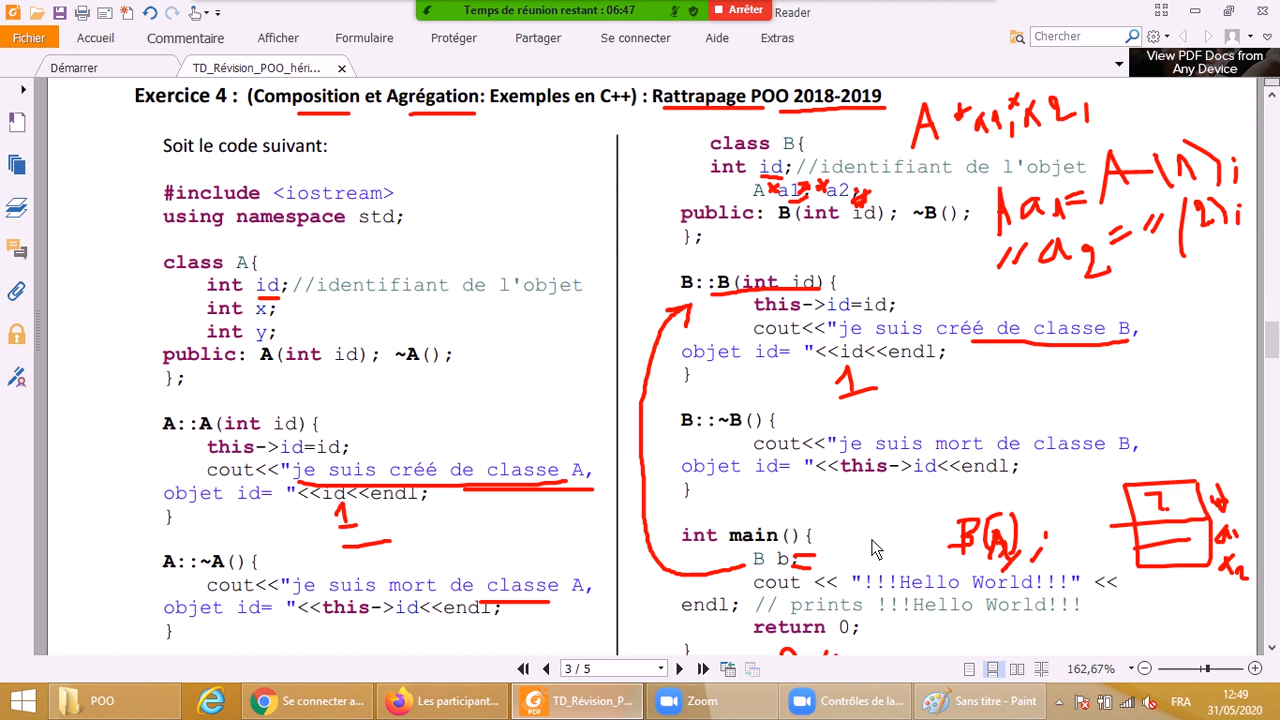 Temps de réunion restant : 06:47
Arrêter
Reader
Fichier
Accueil
Commentaire
Affichage
Formulaire
Protéger
Partager
Se connecter
Aide
Extras
Chercher
Démarrer
TD_Révision_POO_héri...
View PDF Docs from
Any Device
Exercice 4 : (Composition et Agrégation: Exemples en C++) : Rattrapage POO 2018-2019
Soit le code suivant:
#include <iostream>
using namespace std;
class A{
int id;//identifiant de l'objet
int x;
int y;
public: A(int id); ~A();
};
A::A(int id){
this->id=id;
cout<<"je suis créé de classe A,
objet id= "<<id<<endl;
1
}
A::~A(){
cout<<"je suis mort de classe A,
objet id= "<<this->id<<endl;
}
class B{
int id;//identifiant de l'objet
A* a1; * a2;
public: B(int id); ~B();
};
B::B(int id){
this->id=id;
cout<<"je suis créé de classe B,
objet id= "<<id<<endl;
}
1
B::~B(){
cout<<"je suis mort de classe B,
objet id= "<<this->id<<endl;
}
int main(){
B b;
cout << "!!!Hello World!!!" <<
endl; // prints !!!Hello World!!!
return 0;
}
3 / 5
162,67%
POO
Se connecter a...
Les participant...
TD_Révision_PO...
Zoom
Contrôles de la...
Sans titre - Paint
FRA
12:49
31/05/2020